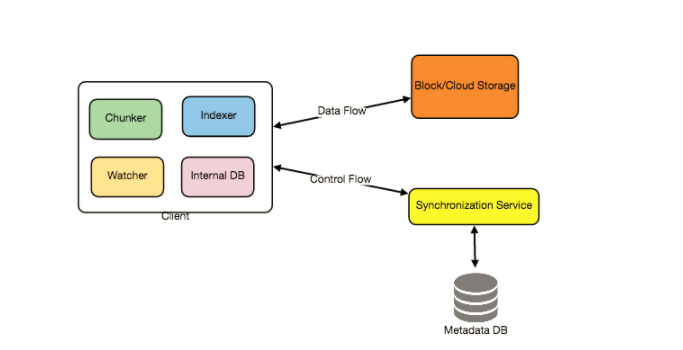 Block/Cloud Storage
Data Flow
Chunker
Indexer
Watcher
Internal DB
Control Flow
Client
Synchronization Service
Metadata DB